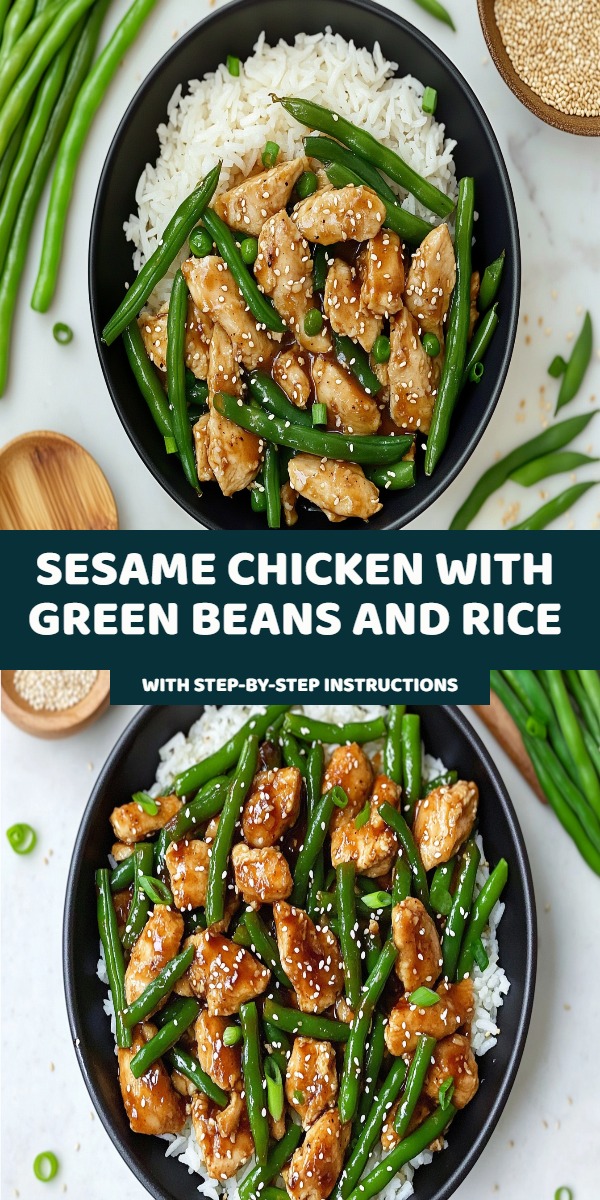 SESAME CHICKEN WITH
GREEN BEANS AND RICE
WITH STEP-BY-STEP INSTRUCTIONS